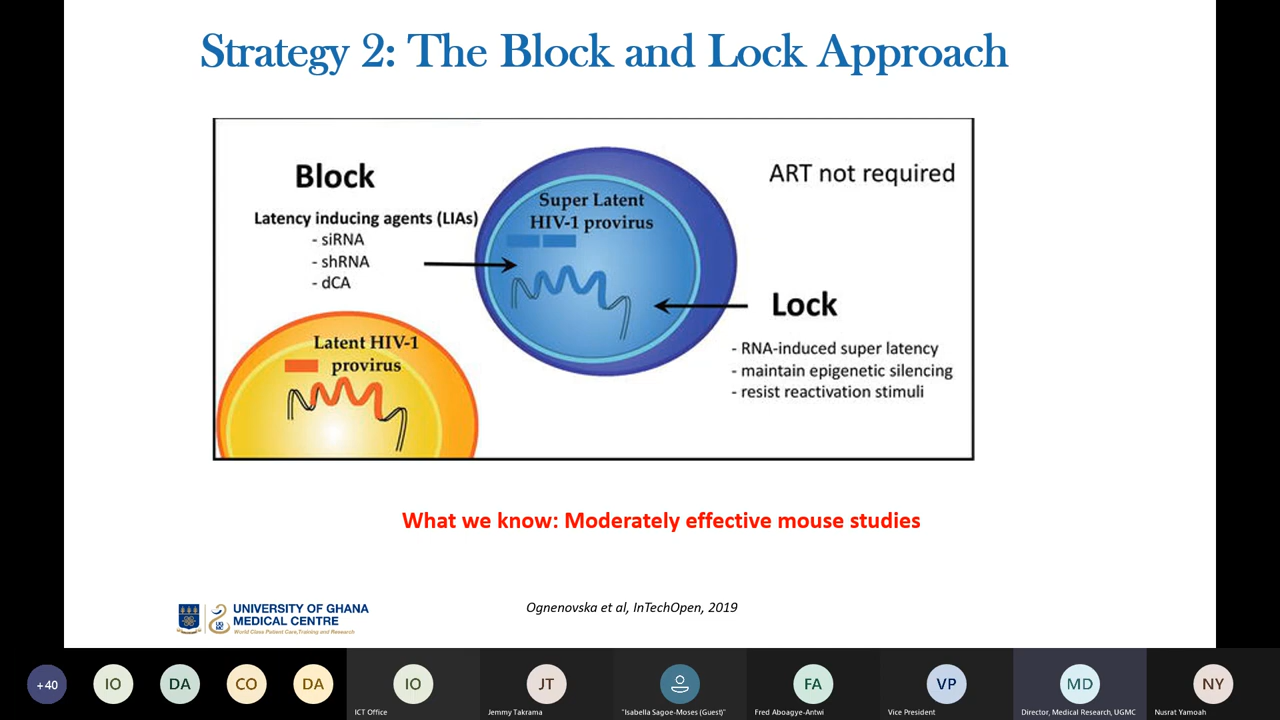 Strategy 2: The Block and Lock Approach
Block
Latency inducing agents (LIAs)
- siRNA
- shRNA
- dCA
Super Latent
HIV-1 provirus
ART not required
Lock
- RNA-induced super latency
- maintain epigenetic silencing
- resist reactivation stimuli
Latent HIV-1
provirus
What we know: Moderately effective mouse studies
Ognenovska et al, InTechOpen, 2019
UNIVERSITY OF GHANA
MEDICAL CENTRE
World Class Patient Care, Training and Research
+40
IO
DA
CO
DA
IO
ICT Office
JT
Jemmy Takrama
"Isabella Sagoe-Moses (Guest)"
FA
Fred Aboagye-Antwi
VP
Vice President
MD
Director, Medical Research, UGMC
NY
Nusrat Yamoah